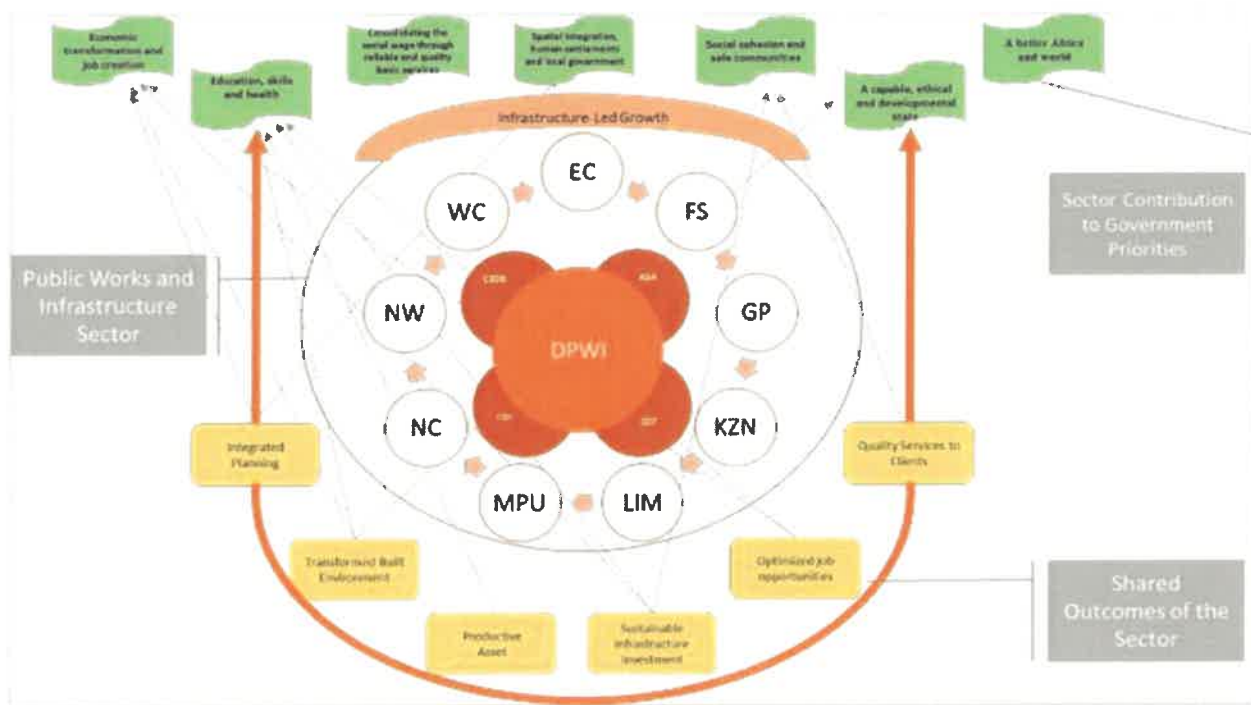 Economic
transformation and
job creation
Education, skills
and health
Consolidating the
social wage through
reliable and quality
basic services
Spatial integration,
human settlements
and local government
Social cohesion and
safe communities
A capable, ethical
and developmental
state
A better Africa
and world
Infrastructure-Led Growth
EC
WC
FS
NW
GP
DPWI
NC
KZN
MPU
LIM
Public Works and
Infrastructure
Sector
Sector Contribution
to Government
Priorities
Integrated
Planning
Quality Services to
Clients
Transformed Built
Environment
Optimized job
opportunities
Productive
Asset
Sustainable
Infrastructure
Investment
Shared
Outcomes of the
Sector